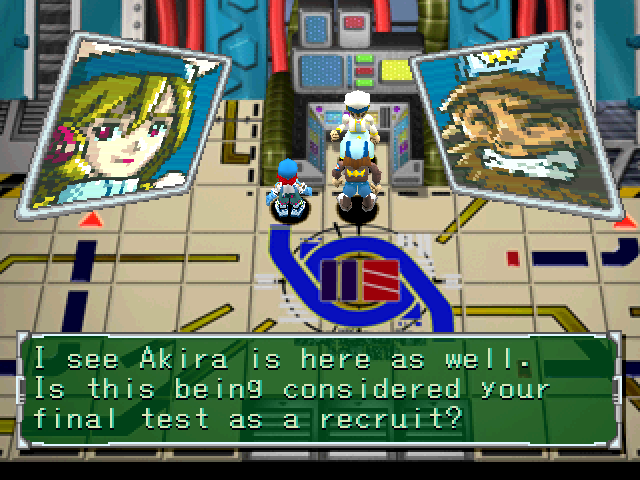 I see Akira is here as well.
Is this being considered your
final test as a recruit?